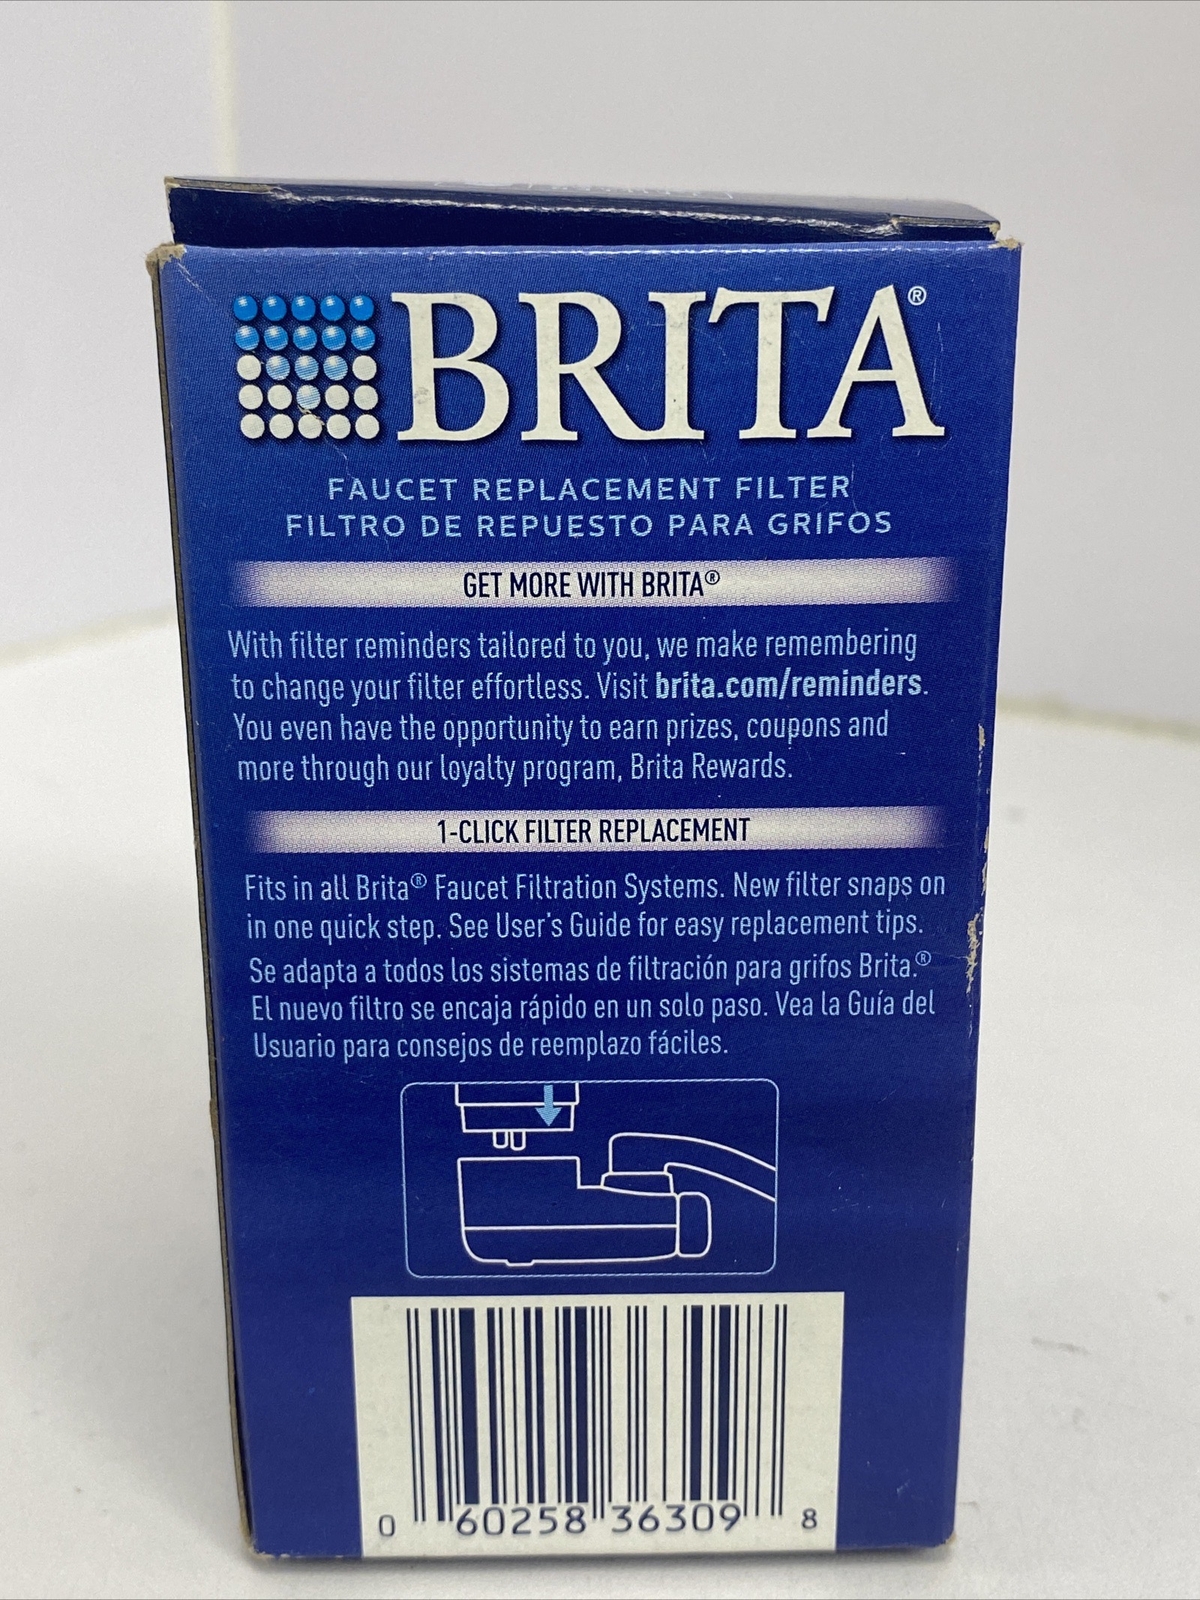 BRITA®
FAUCET REPLACEMENT FILTER
FILTRO DE REPUESTO PARA GRIFOS
GET MORE WITH BRITA®
With filter reminders tailored to you, we make remembering
to change your filter effortless. Visit brita.com/reminders.
You even have the opportunity to earn prizes, coupons and
more through our loyalty program, Brita Rewards.
1-CLICK FILTER REPLACEMENT
Fits in all Brita® Faucet Filtration Systems. New filter snaps on
in one quick step. See User's Guide for easy replacement tips.
Se adapta a todos los sistemas de filtración para grifos Brita.®
El nuevo filtro se encaja rápido en un solo paso. Vea la Guía del
Usuario para consejos de reemplazo fáciles.
0 60258 36309 8